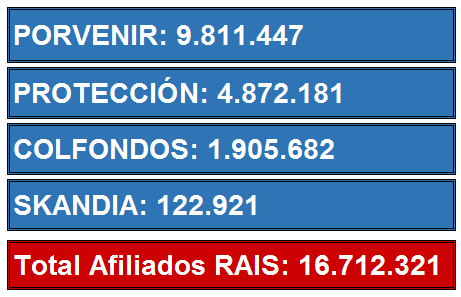 PORVENIR: 9.811.447
PROTECCIÓN: 4.872.181
COLFONDOS: 1.905.682
SKANDIA: 122.921
Total Afiliados RAIS: 16.712.321